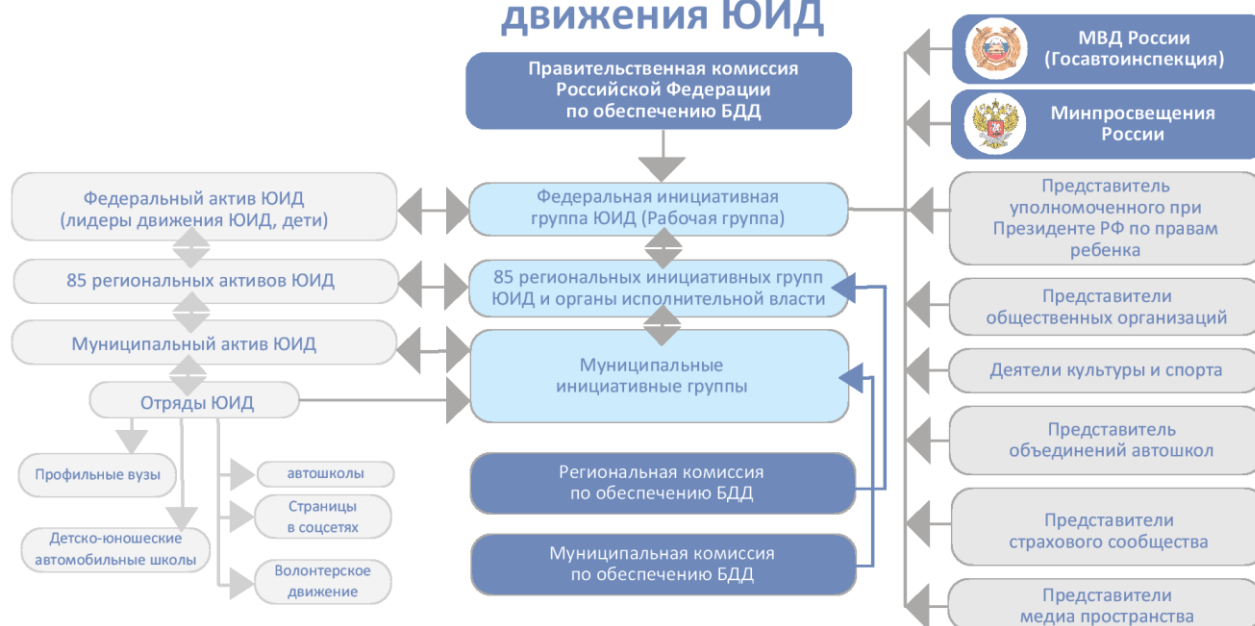 движения ЮИД
Правительственная комиссия
Российской Федерации
по обеспечению БДД
МВД России
(Госавтоинспекция)
Минпросвещения
России
Федеральный актив ЮИД
(лидеры движения ЮИД, дети)
Федеральная инициативная
группа ЮИД (Рабочая группа)
Представитель
уполномоченного при
Президенте РФ по правам
ребенка
85 региональных активов ЮИД
85 региональных инициативных групп
ЮИД и органы исполнительной власти
Представители
общественных организаций
Муниципальный актив ЮИД
Муниципальные
инициативные группы
Деятели культуры и спорта
Отряды ЮИД
Представитель
объединений автошкол
Профильные вузы
автошколы
Региональная комиссия
по обеспечению БДД
Страницы
в соцсетях
Представители
страхового сообщества
Детско-юношеские
автомобильные школы
Муниципальная комиссия
по обеспечению БДД
Волонтерское
движение
Представители
медиа пространства